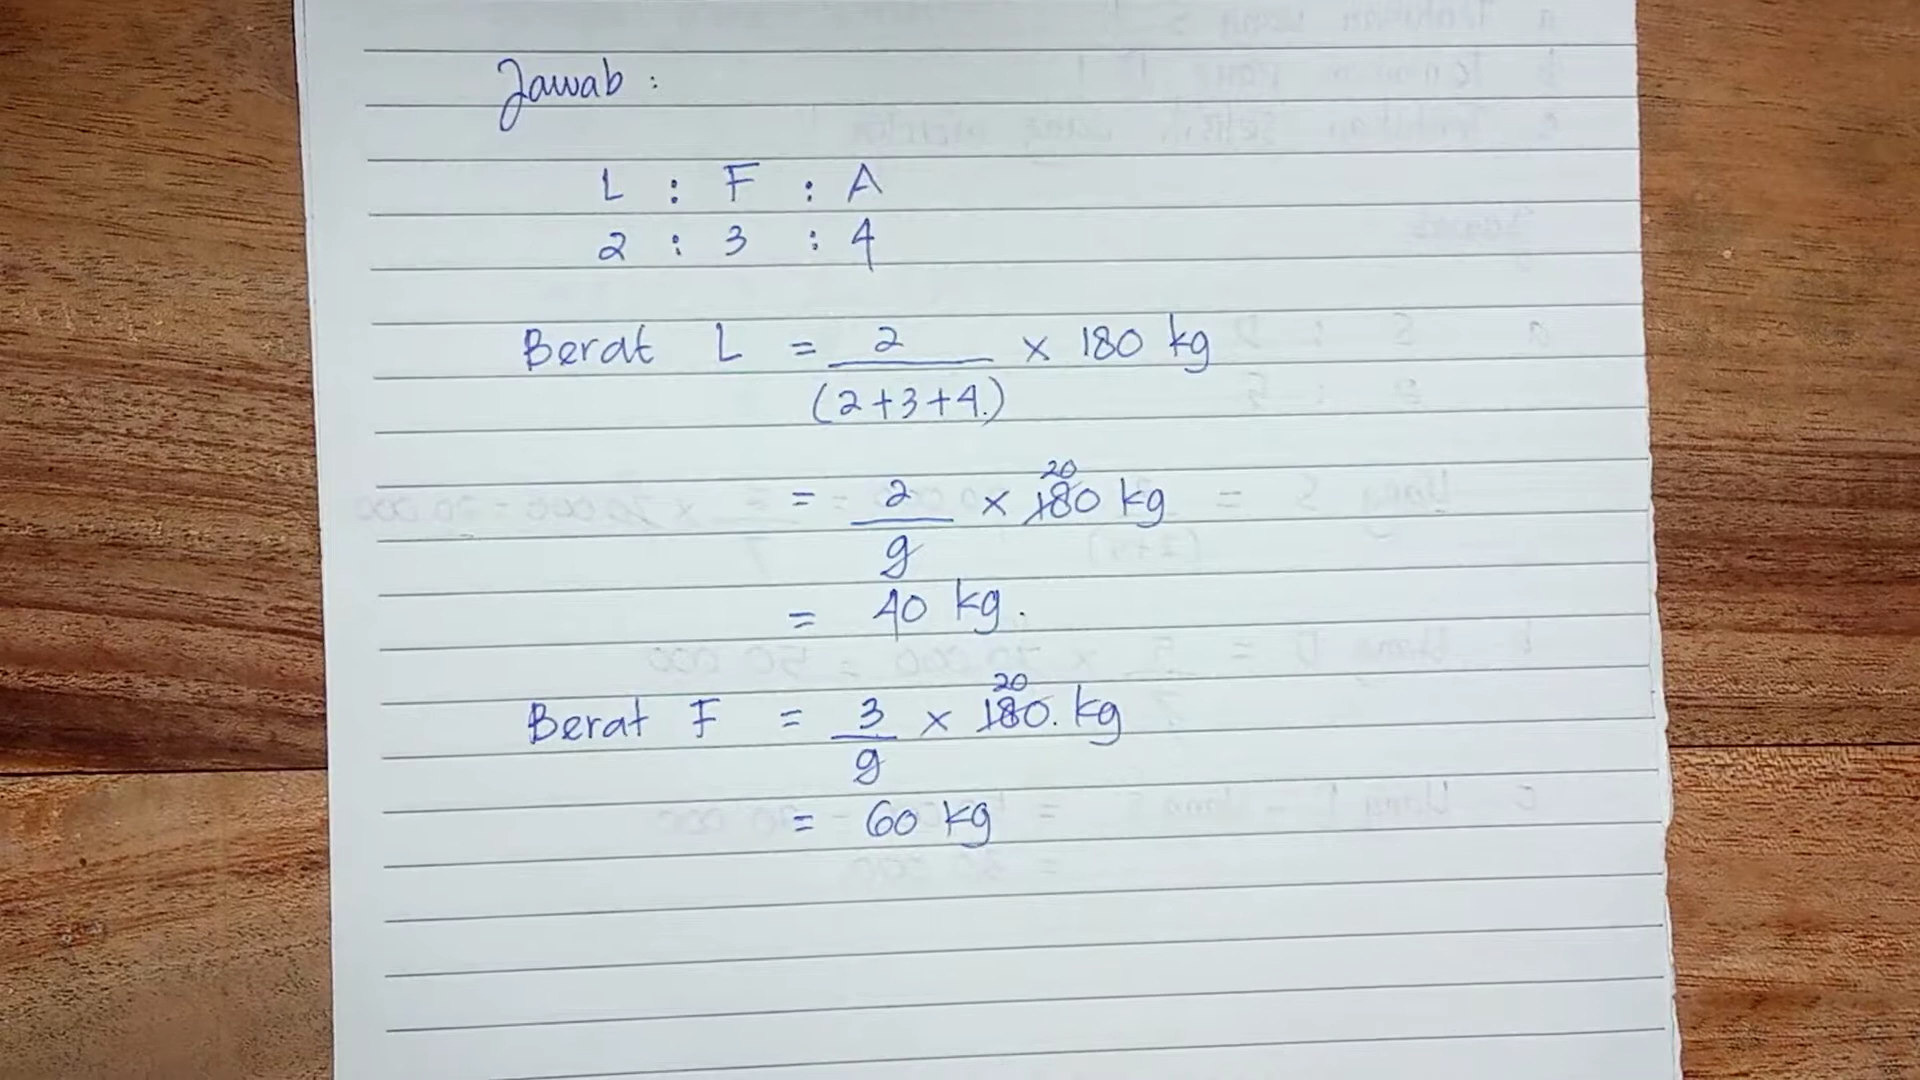 Jawab :
L : F : A
2 : 3 : 4
Berat L = 2/(2+3+4.) × 180 kg
20
= 2/9 × 180 kg
= 40 kg.
20
Berat F = 3/9 × 180. kg
= 60 kg